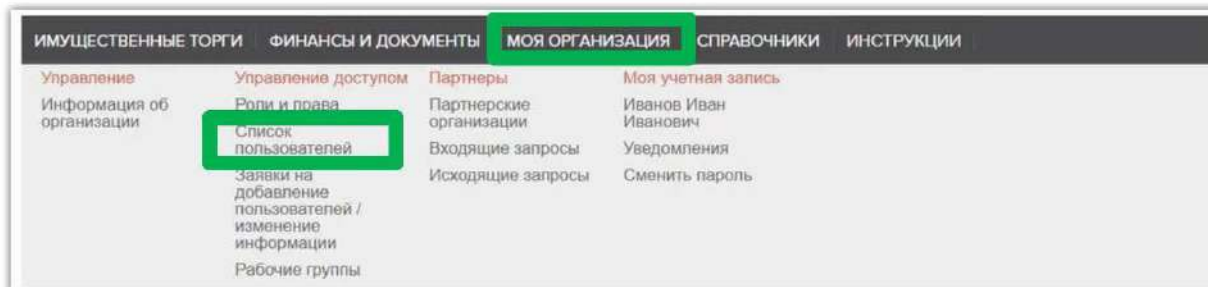 ИМУЩЕСТВЕННЫЕ ТОРГИ ФИНАНСЫ И ДОКУМЕНТЫ МОЯ ОРГАНИЗАЦИЯ СПРАВОЧНИКИ ИНСТРУКЦИИ
Управление
Информация об
организации
Управление доступом
Роли и права
Список
пользователей
Заявки на
добавление
пользователей /
изменение
информации
Рабочие группы
Партнеры
Партнерские
организации
Входящие запросы
Исходящие запросы
Моя учетная запись
Иванов Иван
Иванович
Уведомления
Сменить пароль